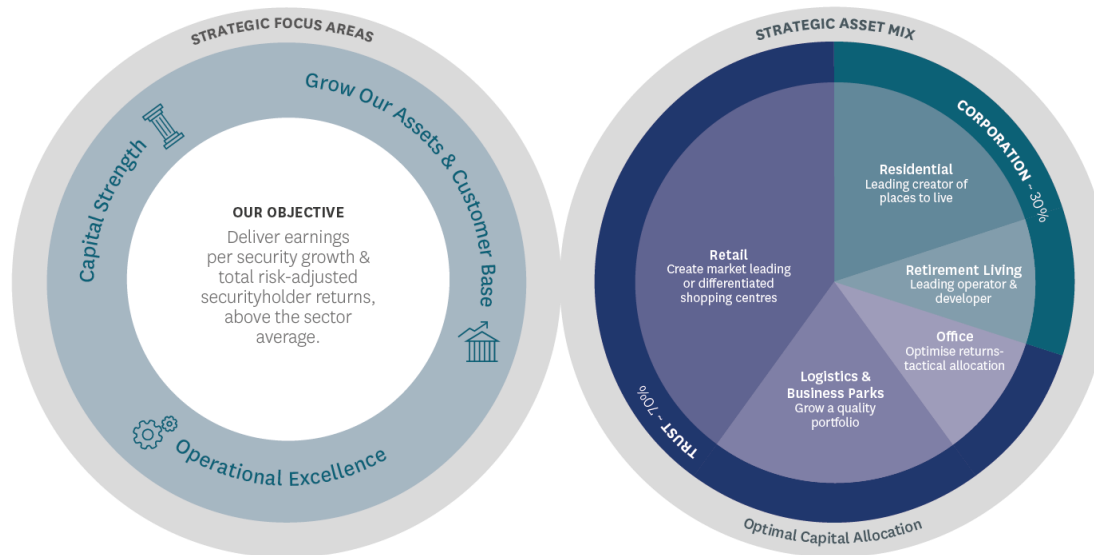 STRATEGIC FOCUS AREAS
Grow Our Assets & Customer Base
Capital Strength
Operational Excellence
OUR OBJECTIVE
Deliver earnings
per security growth &
total risk-adjusted
securityholder returns,
above the sector
average.
STRATEGIC ASSET MIX
CORPORATION ~ 30%
Residential
Leading creator of
places to live
Retirement Living
Leading operator &
developer
Office
Optimise returns-
tactical allocation
Logistics &
Business Parks
Grow a quality
portfolio
Retail
Create market leading
or differentiated
shopping centres
TRUST ~ 70%
Optimal Capital Allocation